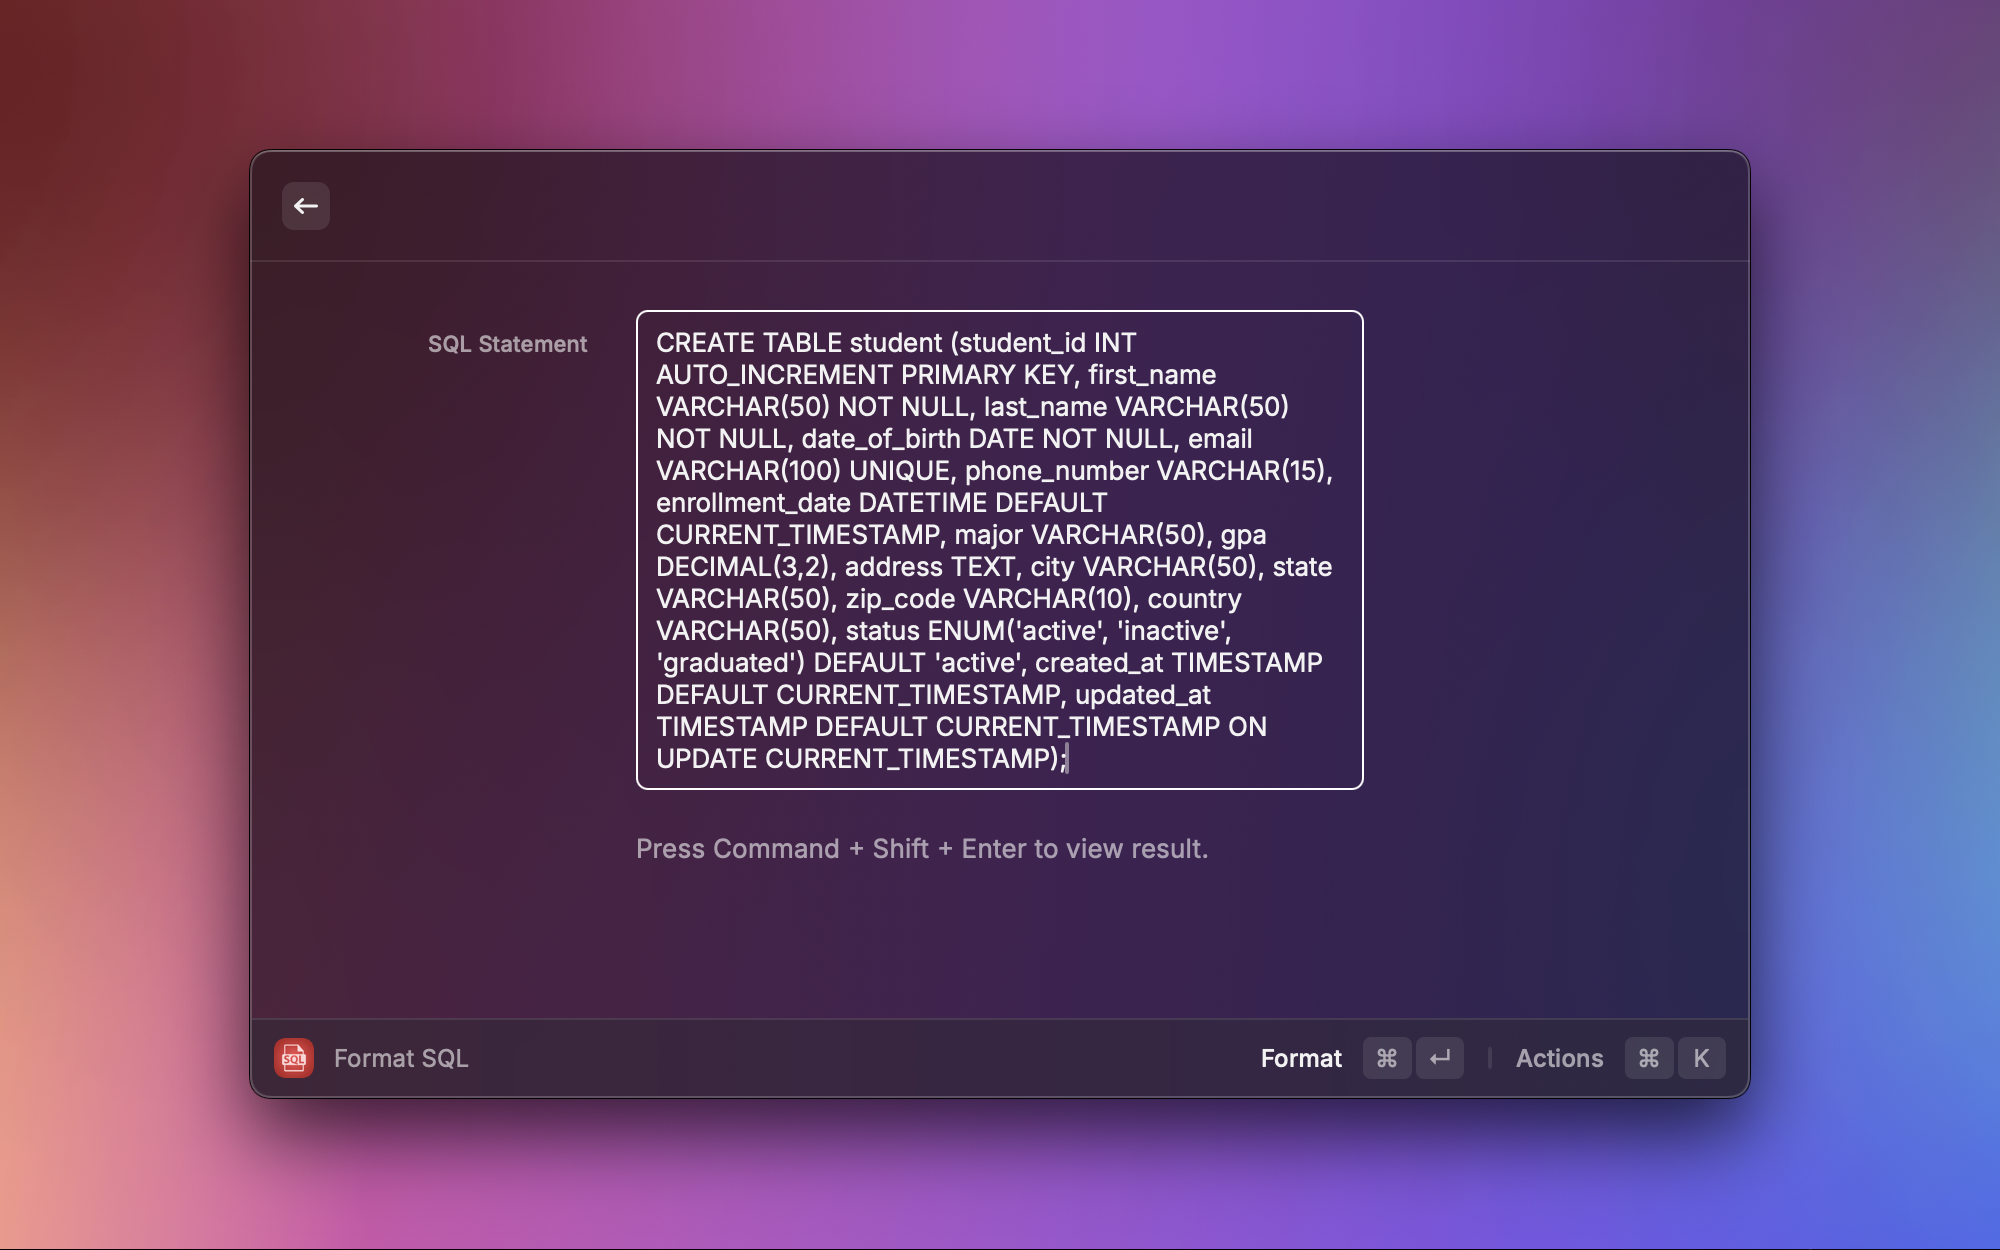 SQL Statement
CREATE TABLE student (student_id INT
AUTO_INCREMENT PRIMARY KEY, first_name
VARCHAR(50) NOT NULL, last_name VARCHAR(50)
NOT NULL, date_of_birth DATE NOT NULL, email
VARCHAR(100) UNIQUE, phone_number VARCHAR(15),
enrollment_date DATETIME DEFAULT
CURRENT_TIMESTAMP, major VARCHAR(50), gpa
DECIMAL(3,2), address TEXT, city VARCHAR(50), state
VARCHAR(50), zip_code VARCHAR(10), country
VARCHAR(50), status ENUM('active', 'inactive',
'graduated') DEFAULT 'active', created_at TIMESTAMP
DEFAULT CURRENT_TIMESTAMP, updated_at
TIMESTAMP DEFAULT CURRENT_TIMESTAMP ON
UPDATE CURRENT_TIMESTAMP);
Press Command + Shift + Enter to view result.
SQL Format SQL Format ⌘ ↵ Actions ⌘ K